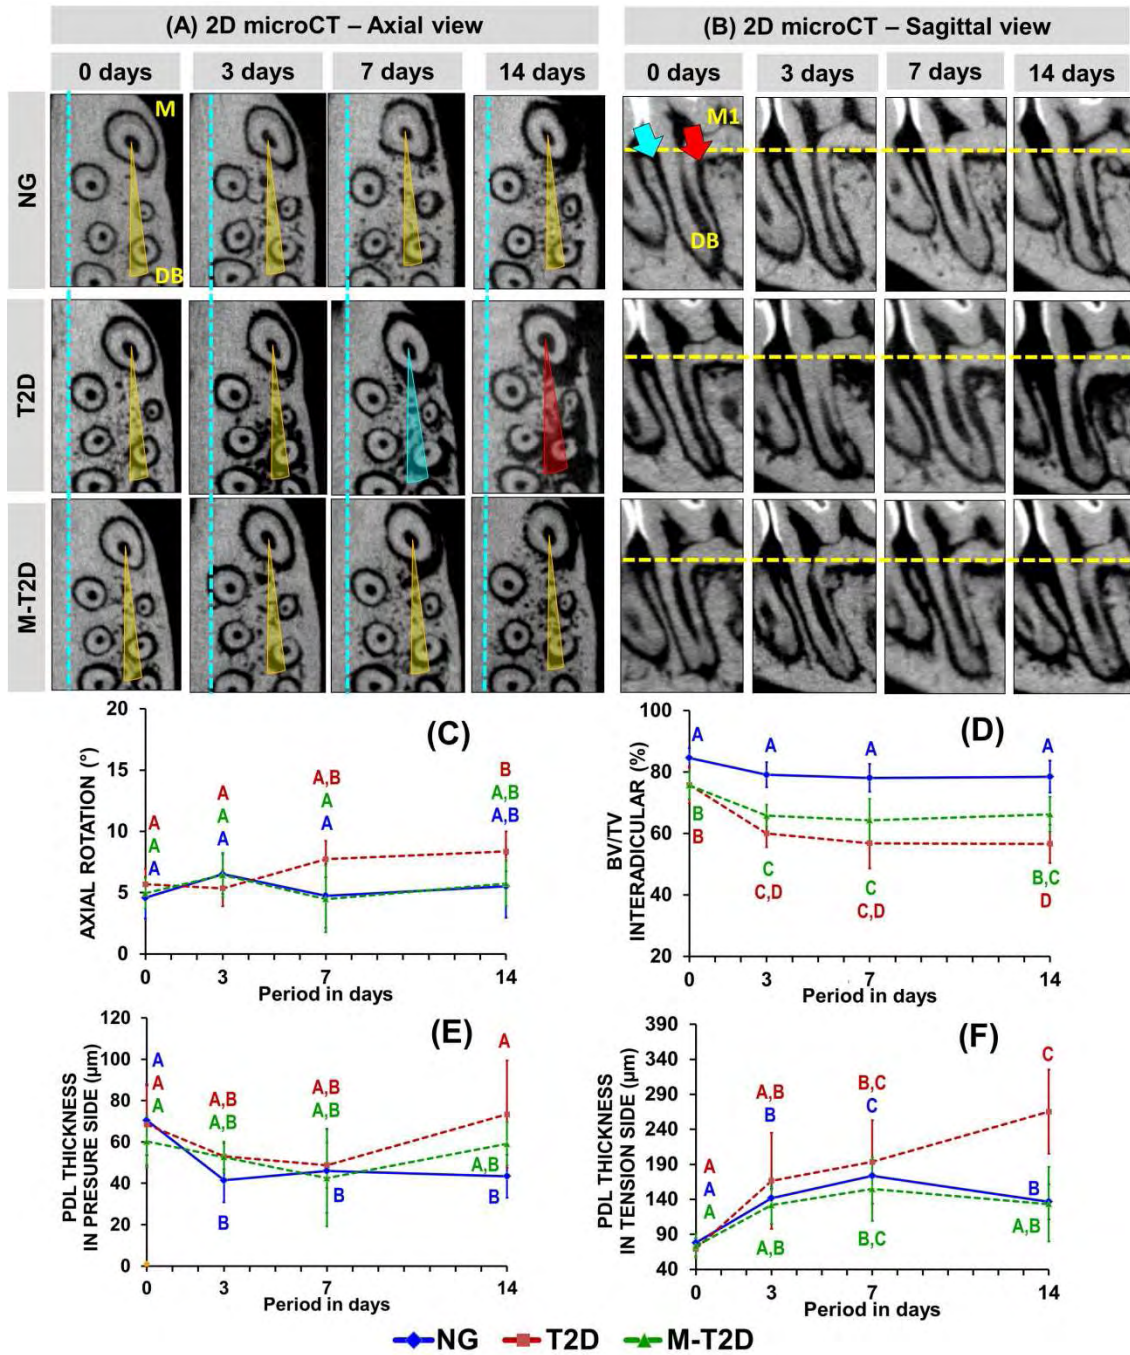 (A) 2D microCT – Axial view
(B) 2D microCT – Sagittal view
0 days
3 days
7 days
14 days
0 days
3 days
7 days
14 days
NG
M
DB
M1
DB
T2D
M-T2D
(C)
AXIAL ROTATION (°)
20
15
10
5
0
A
A
A
A
A
A
A,B
A
A
B
A,B
A,B
0
3
7
14
Period in days
(D)
BV/TV
INTERADICULAR (%)
100
80
60
40
20
A
A
A
A
B
B
C
C,D
C
C,D
B,C
D
0
3
7
14
Period in days
(E)
PDL THICKNESS
IN PRESURE SIDE (µm)
120
100
80
60
40
20
0
A
A
A
A,B
A,B
B
A,B
A,B
B
A
A,B
B
0
3
7
14
Period in days
(F)
PDL THICKNESS
IN TENSION SIDE (µm)
390
340
290
240
190
140
90
40
A
A
A
A,B
B
A,B
B,C
C
B,C
C
B
A,B
0
3
7
14
Period in days
NG
T2D
M-T2D